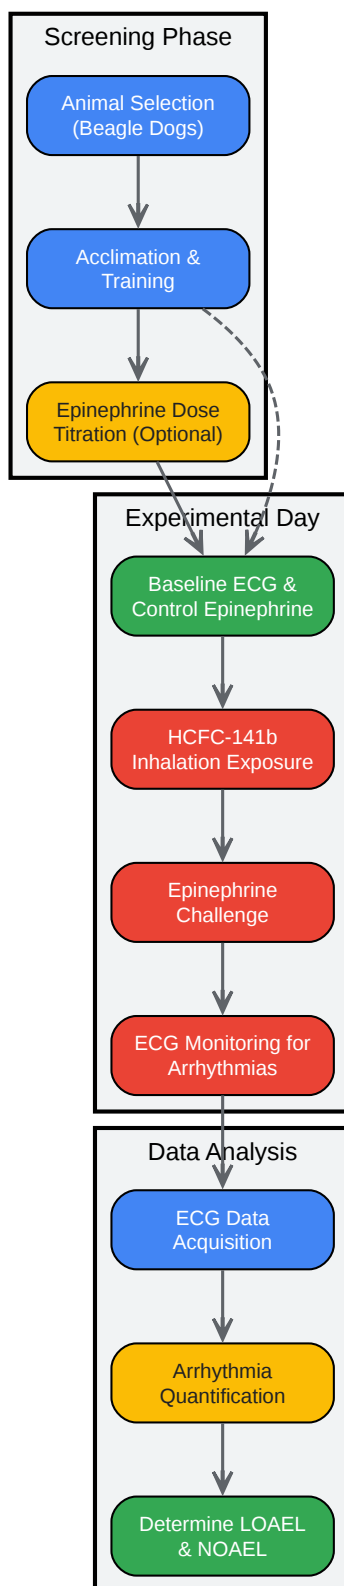 Screening Phase
Animal Selection
(Beagle Dogs)
Acclimation &
Training
Epinephrine Dose
Titration (Optional)
Experimental Day
Baseline ECG &
Control Epinephrine
HCFC-141b
Inhalation Exposure
Epinephrine
Challenge
ECG Monitoring for
Arrhythmias
Data Analysis
ECG Data
Acquisition
Arrhythmia
Quantification
Determine LOAEL
& NOAEL